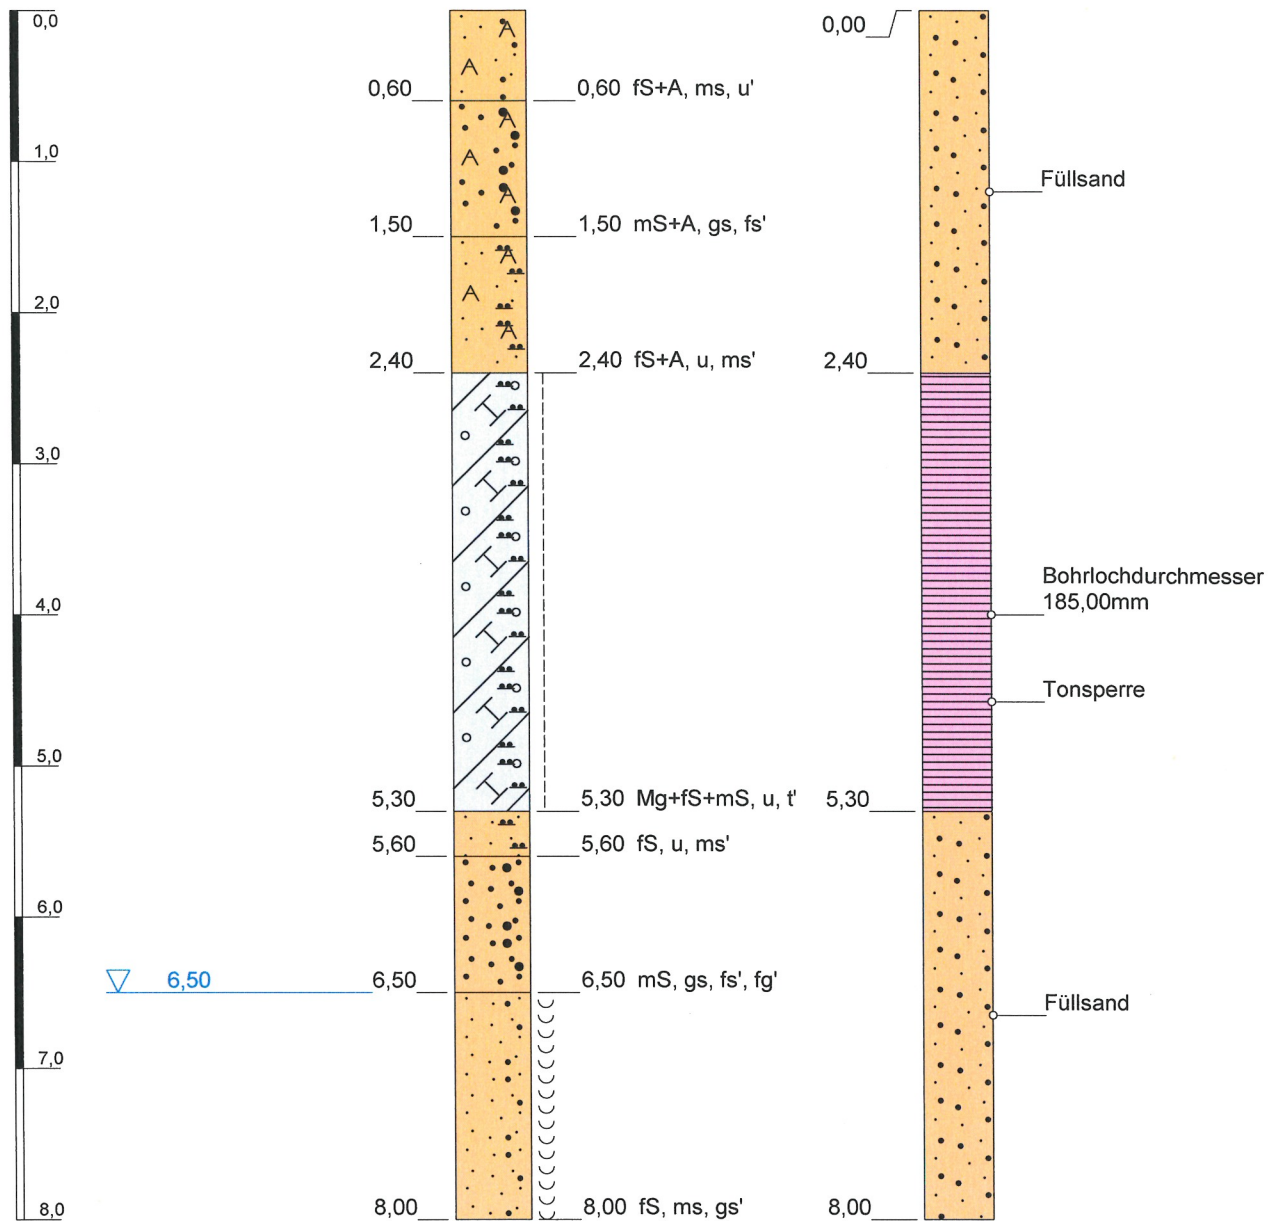 0,0
0,00
0,60
0,60 fS+A, ms, u'
1,0
Füllsand
1,50
1,50 mS+A, gs, fs'
2,0
2,40
2,40 fS+A, u, ms'
2,40
3,0
Bohrlochdurchmesser
185,00mm
4,0
Tonsperre
5,0
5,30
5,30 Mg+fS+mS, u, t'
5,30
5,60
5,60 fS, u, ms'
6,0
6,50
6,50
6,50 mS, gs, fs', fg'
Füllsand
7,0
8,0
8,00
8,00 fS, ms, gs'
8,00
A
A
A
A
A
A
A
A